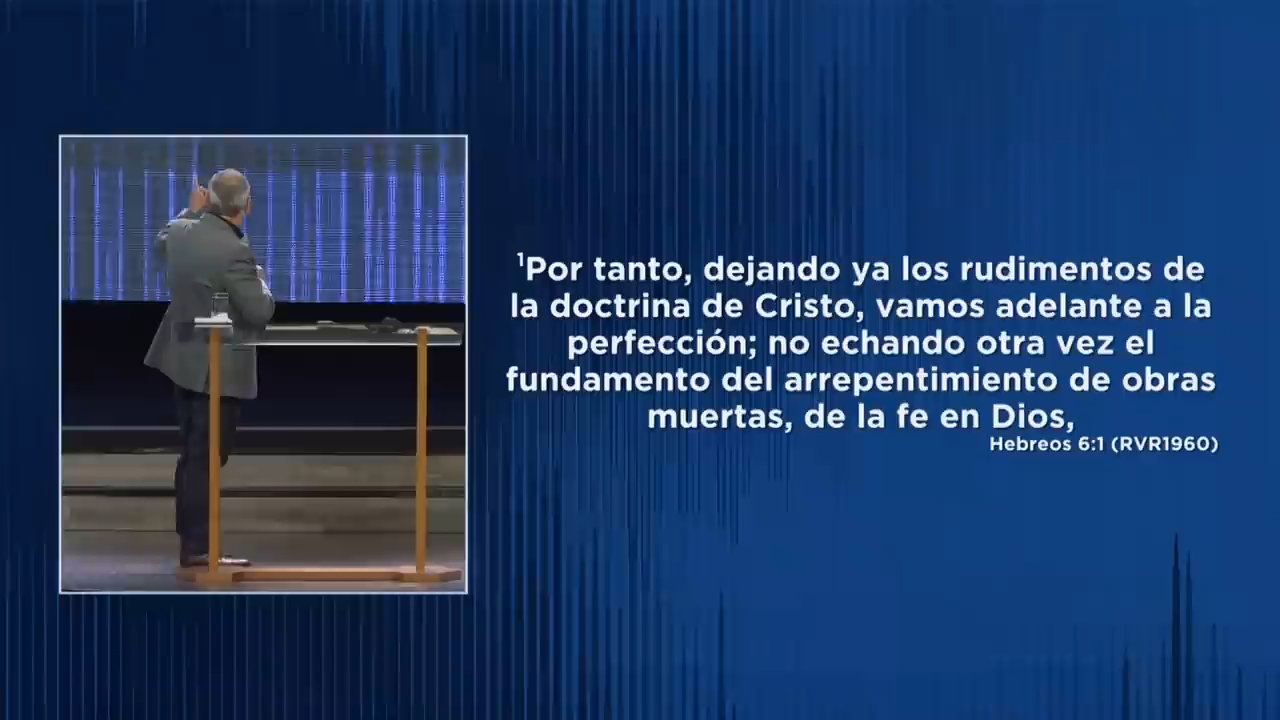 ¹Por tanto, dejando ya los rudimentos de
la doctrina de Cristo, vamos adelante a la
perfección; no echando otra vez el
fundamento del arrepentimiento de obras
muertas, de la fe en Dios,
Hebreos 6:1 (RVR1960)